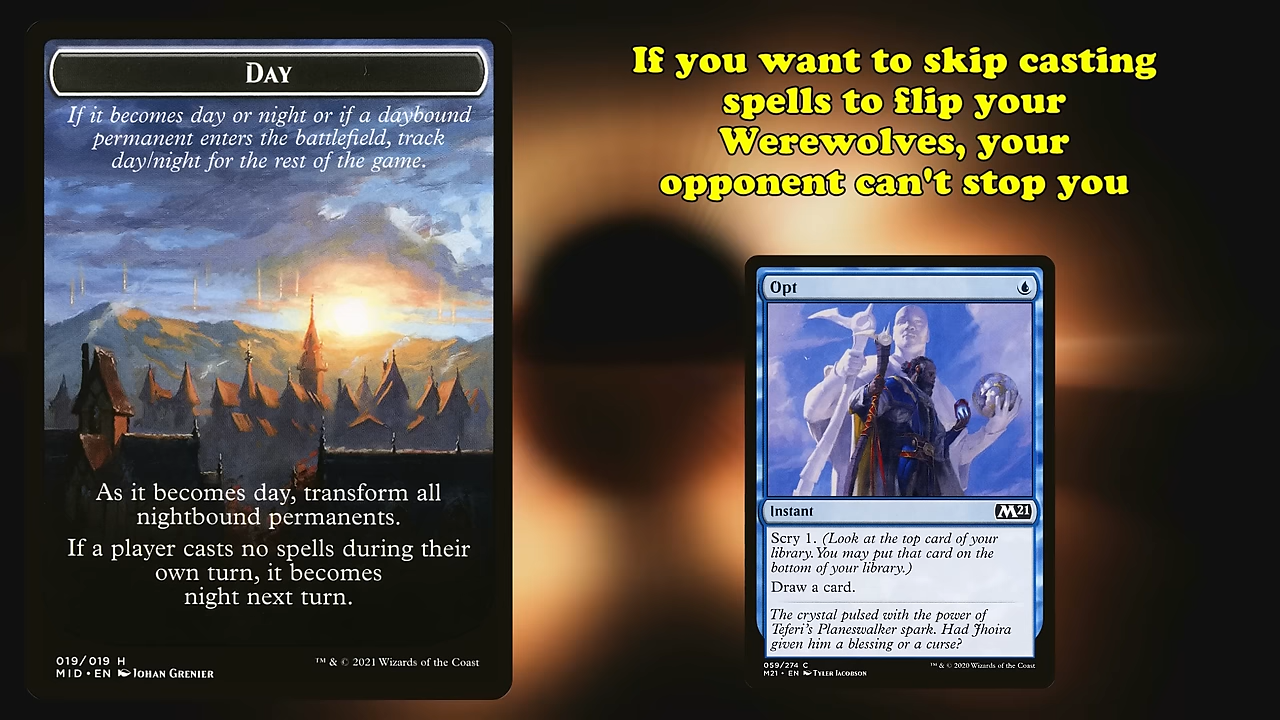 DAY
If it becomes day or night or if a daybound
permanent enters the battlefield, track
day/night for the rest of the game.
As it becomes day, transform all
nightbound permanents.
If a player casts no spells during their
own turn, it becomes
night next turn.
019/019 H
MID • EN JOHAN GRENIER
™ & © 2021 Wizards of the Coast
If you want to skip casting
spells to flip your
Werewolves, your
opponent can't stop you
Opt
Instant
M21
Scry 1. (Look at the top card of your
library. You may put that card on the
bottom of your library.)
Draw a card.
The crystal pulsed with the power of
Teferi's Planeswalker spark. Had Jhoira
given him a blessing or a curse?
059/274 C
M21 • EN TYLER JACOBSON
™ & © 2020 Wizards of the Coast